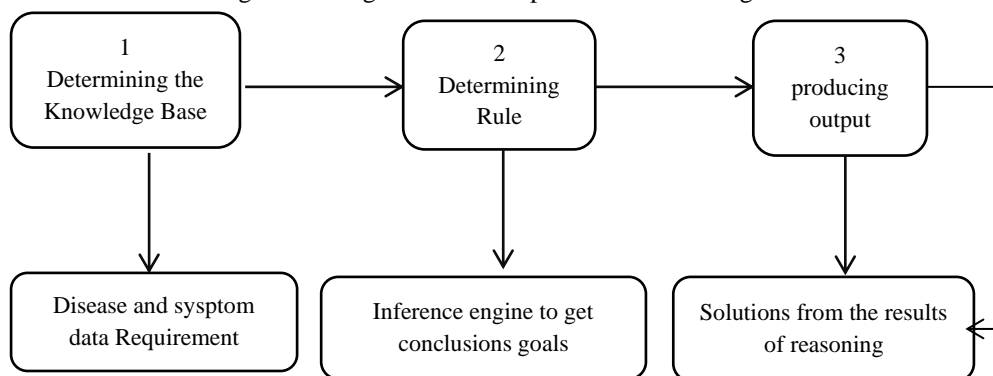 1
Determining the
Knowledge Base
2
Determining
Rule
3
producing
output
Disease and sysptom
data Requirement
Inference engine to get
conclusions goals
Solutions from the results
of reasoning